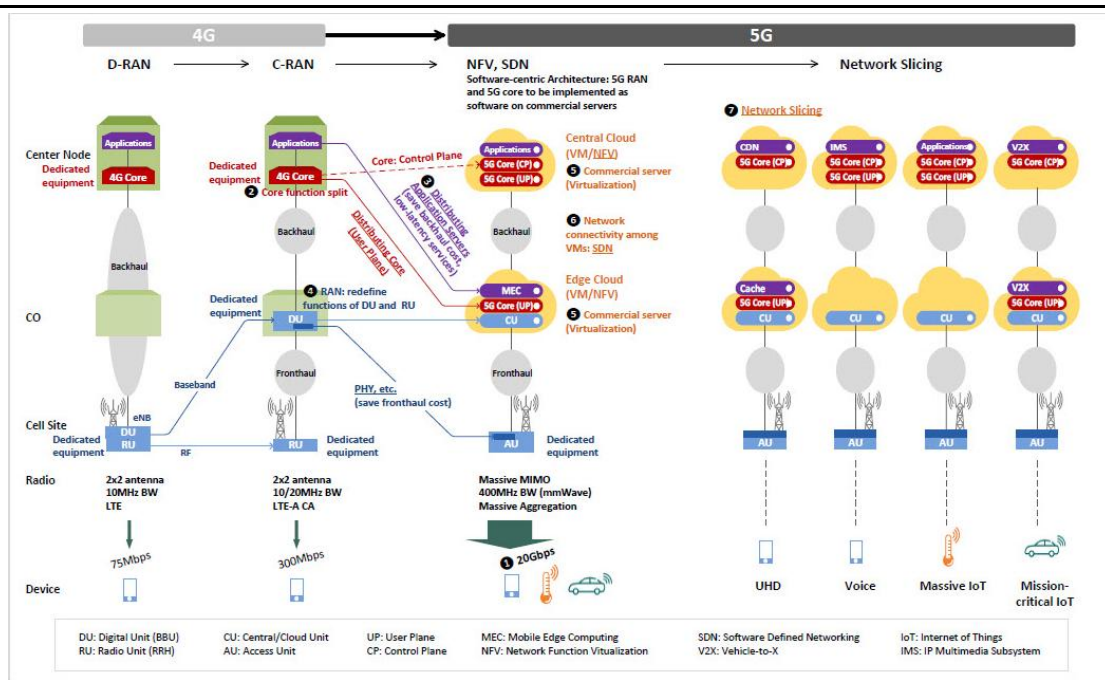 4G
5G
D-RAN
C-RAN
NFV, SDN
Network Slicing
Software-centric Architecture: 5G RAN
and 5G core to be implemented as
software on commercial servers
❼ Network Slicing
Center Node
Dedicated
equipment
Applications
4G Core
Dedicated
equipment
Applications
4G Core
❷ Core function split
Core: Control Plane
❸ Distributing
Application Servers
(save backhaul cost,
low-latency services)
Distributing Core
(User Plane)
Applications
5G Core (CP)
5G Core (UP)
Central Cloud
(VM/NFV)
❺ Commercial server
(Virtualization)
CDN
5G Core (CP)
IMS
5G Core (CP)
5G Core (UP)
Applications
5G Core (CP)
5G Core (UP)
V2X
5G Core (CP)
Backhaul
Backhaul
Backhaul
❻ Network
connectivity among
VMs: SDN
CO
Dedicated
equipment
❹ RAN: redefine
functions of DU and RU
DU
MEC
5G Core (UP)
CU
Edge Cloud
(VM/NFV)
❺ Commercial server
(Virtualization)
Cache
5G Core (UP)
CU
CU
CU
V2X
5G Core (UP)
CU
Fronthaul
Fronthaul
Baseband
PHY, etc.
(save fronthaul cost)
Cell Site
eNB
Dedicated
equipment
DU
RU
RF
RU
Dedicated
equipment
AU
Dedicated
equipment
AU
AU
AU
AU
Radio
2x2 antenna
10MHz BW
LTE
2x2 antenna
10/20MHz BW
LTE-A CA
Massive MIMO
400MHz BW (mmWave)
Massive Aggregation
75Mbps
300Mbps
❶ 20Gbps
Device
UHD
Voice
Massive IoT
Mission-
critical IoT
DU: Digital Unit (BBU)
CU: Central/Cloud Unit
UP: User Plane
MEC: Mobile Edge Computing
SDN: Software Defined Networking
IoT: Internet of Things
RU: Radio Unit (RRH)
AU: Access Unit
CP: Control Plane
NFV: Network Function Vitualization
V2X: Vehicle-to-X
IMS: IP Multimedia Subsystem